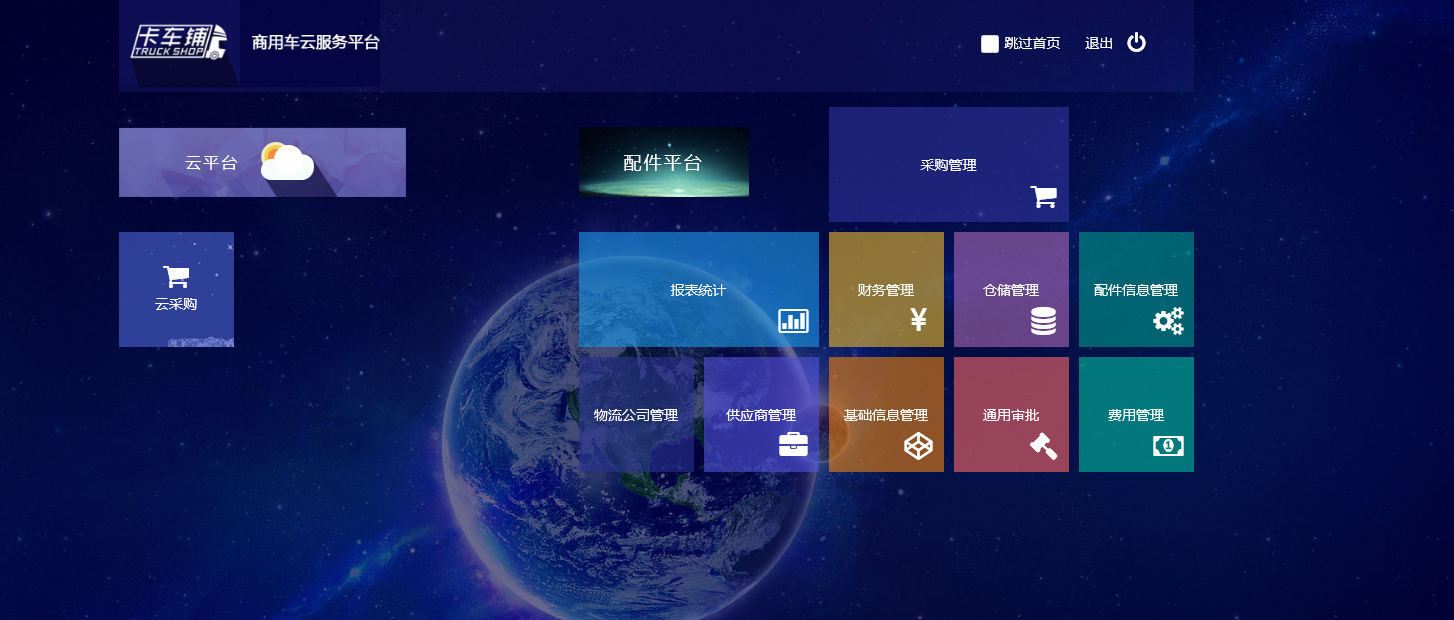 卡车铺
TRUCK SHOP
商用车云服务平台
跳过首页
退出
云平台
云采购
配件平台
采购管理
报表统计
财务管理
仓储管理
配件信息管理
物流公司管理
供应商管理
基础信息管理
通用审批
费用管理